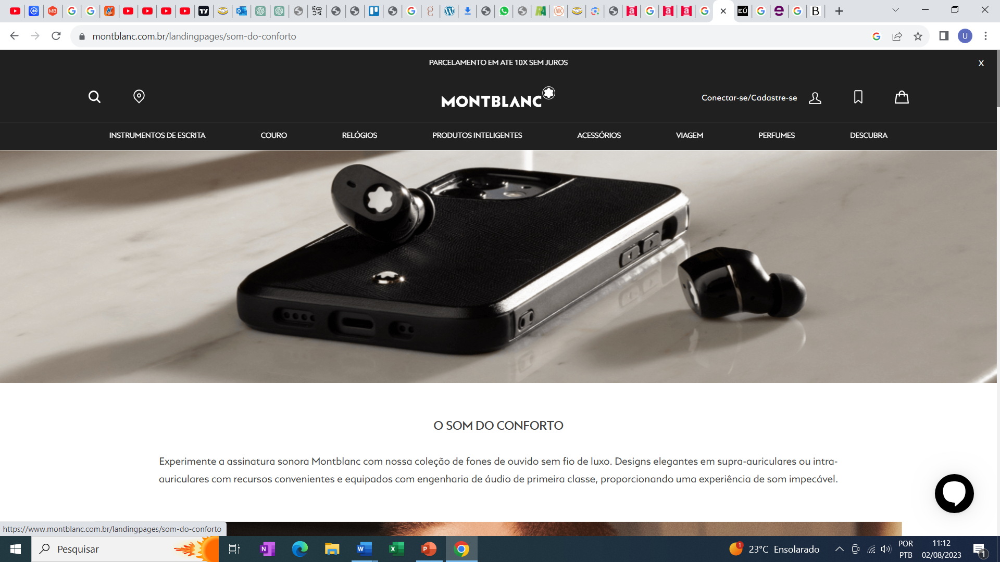 MB
EÚ
B
montblanc.com.br/landingpages/som-do-conforto
U
PARCELAMENTO EM ATE 10X SEM JUROS
X
MONTBLANC
Conectar-se/Cadastre-se
INSTRUMENTOS DE ESCRITA
COURO
RELÓGIOS
PRODUTOS INTELIGENTES
ACESSÓRIOS
VIAGEM
PERFUMES
DESCUBRA
O SOM DO CONFORTO
Experimente a assinatura sonora Montblanc com nossa coleção de fones de ouvido sem fio de luxo. Designs elegantes em supra-auriculares ou intra-
auriculares com recursos convenientes e equipados com engenharia de áudio de primeira classe, proporcionando uma experiência de som impecável.
https://www.montblanc.com.br/landingpages/som-do-conforto
Pesquisar
N
W
X
P
1
23°C Ensolarado
POR
PTB
11:12
02/08/2023
1